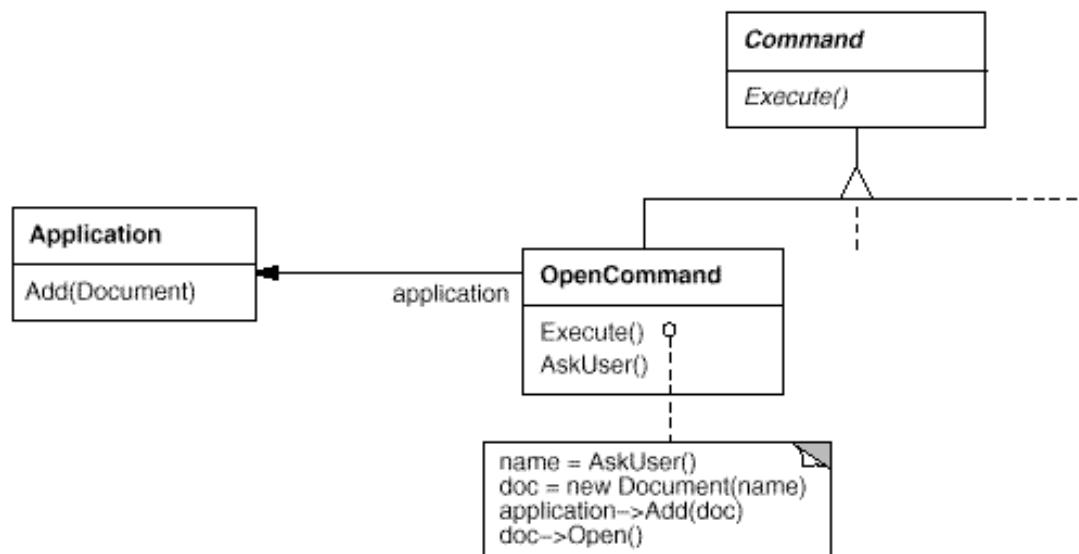 Command
Execute()
Application
Add(Document)
application
OpenCommand
Execute()
AskUser()
name = AskUser()
doc = new Document(name)
application->Add(doc)
doc->Open()